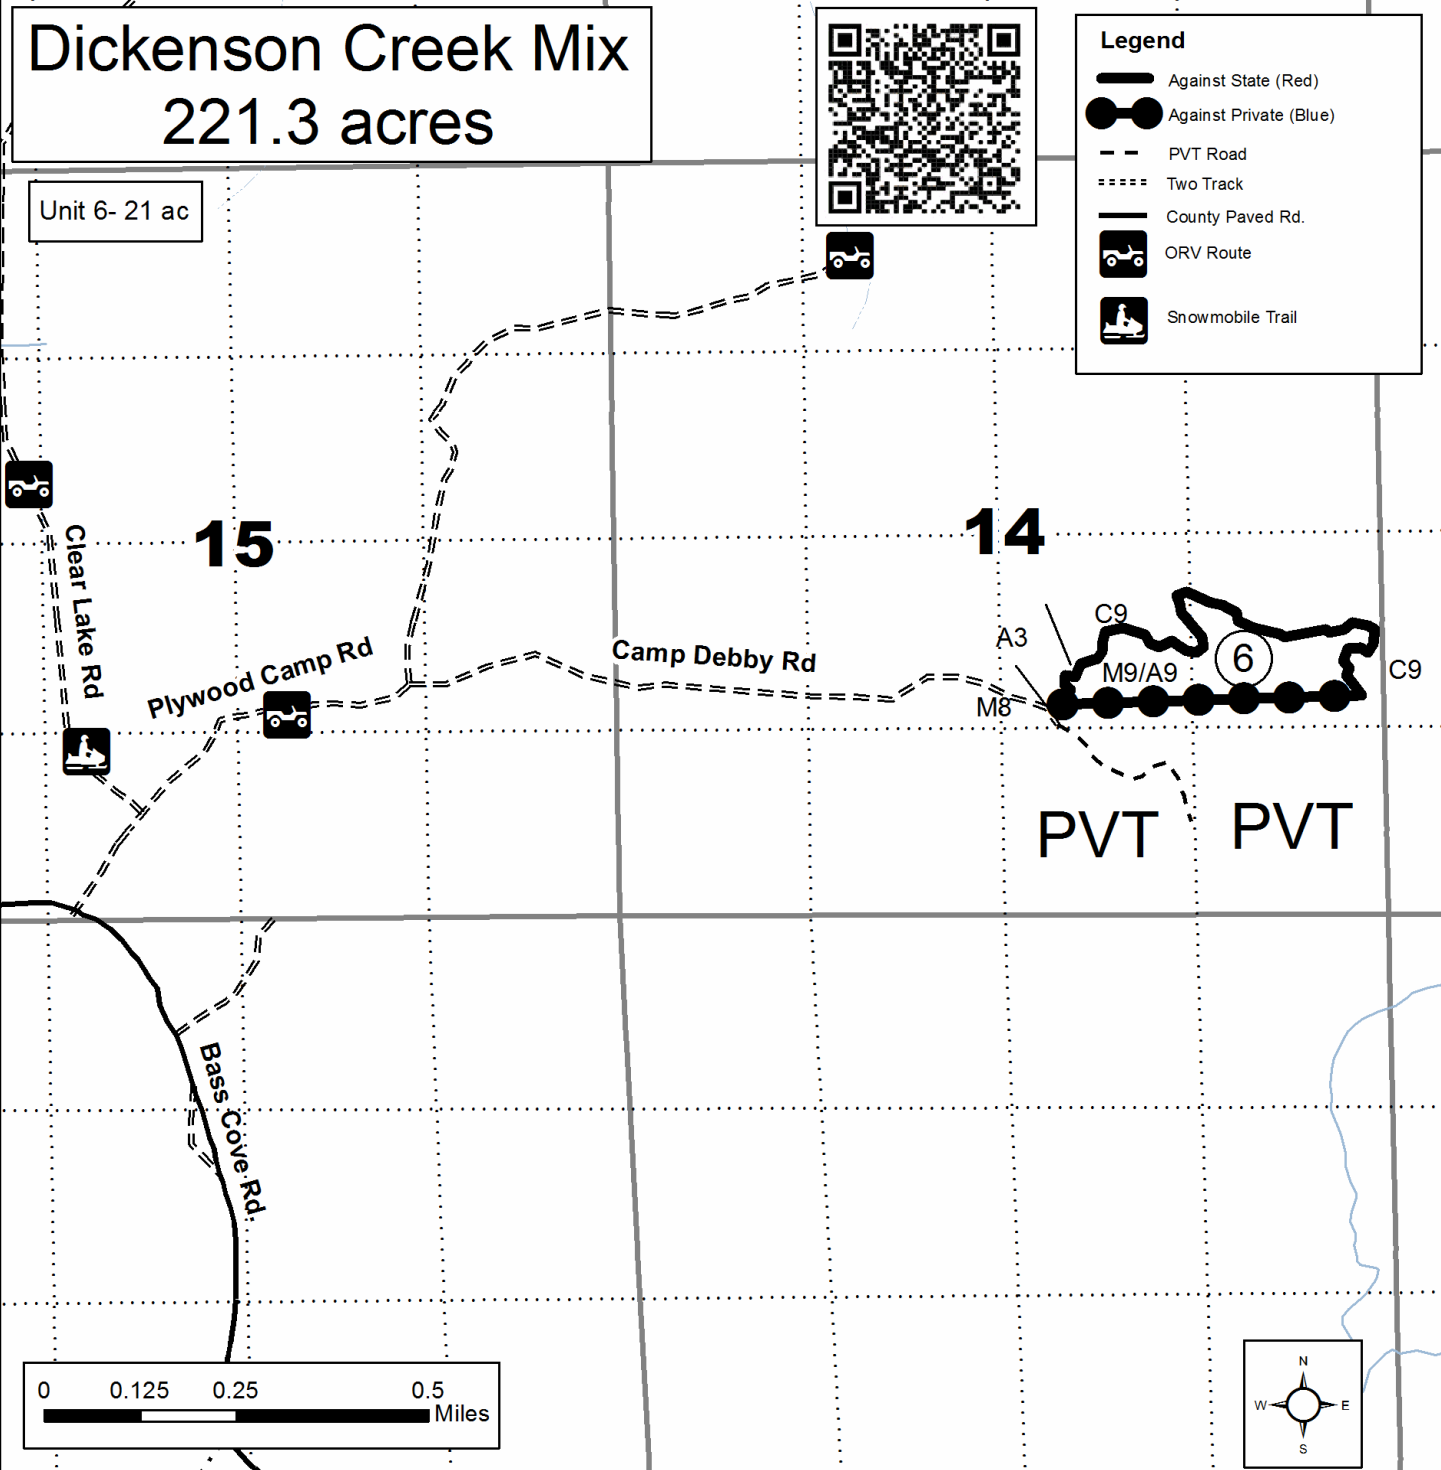 Dickenson Creek Mix
221.3 acres
Unit 6- 21 ac
Legend
Against State (Red)
Against Private (Blue)
PVT Road
Two Track
County Paved Rd.
ORV Route
Snowmobile Trail
15
14
Clear Lake Rd
Plywood Camp Rd
Camp Debby Rd
A3
C9
M9/A9
6
C9
M8
PVT
PVT
Bass Cove Rd.
0 0.125 0.25 0.5
Miles
N
W E
S